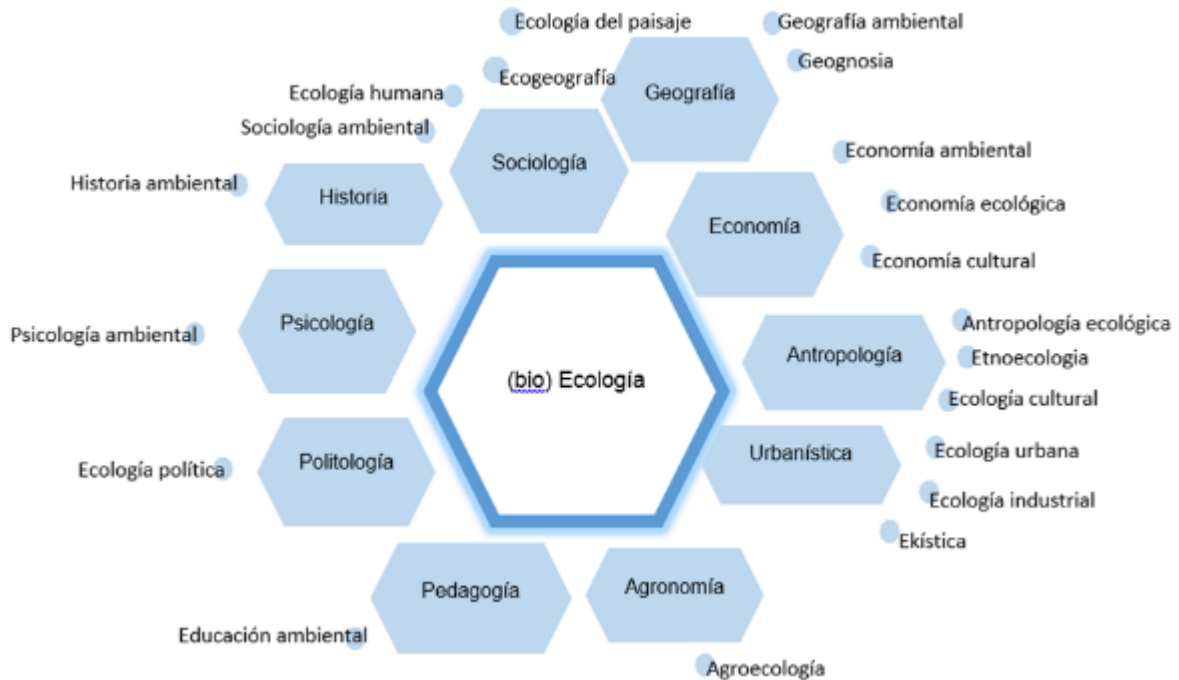 Ecología del paisaje
Geografía ambiental
Geognosia
Ecogeografía
Geografía
Ecología humana
Sociología ambiental
Sociología
Economía ambiental
Historia ambiental
Historia
Economía
Economía ecológica
Economía cultural
Psicología ambiental
Psicología
Antropología
Antropología ecológica
Etnoecologia
Ecología cultural
(bio) Ecología
Ecología política
Politología
Urbanística
Ecología urbana
Ecología industrial
Ekística
Pedagogía
Agronomía
Educación ambiental
Agroecología